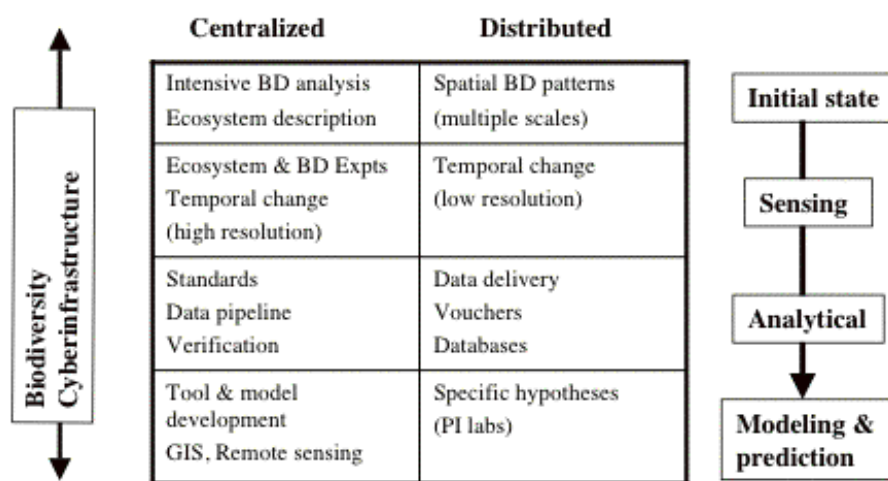 Centralized Distributed
Intensive BD analysis
Ecosystem description
Spatial BD patterns
(multiple scales)
Initial state
Ecosystem & BD Expts
Temporal change
(high resolution)
Temporal change
(low resolution)
Sensing
Standards
Data pipeline
Verification
Data delivery
Vouchers
Databases
Analytical
Tool & model
development
GIS, Remote sensing
Specific hypotheses
(PI labs)
Modeling &
prediction
Biodiversity
Cyberinfrastructure